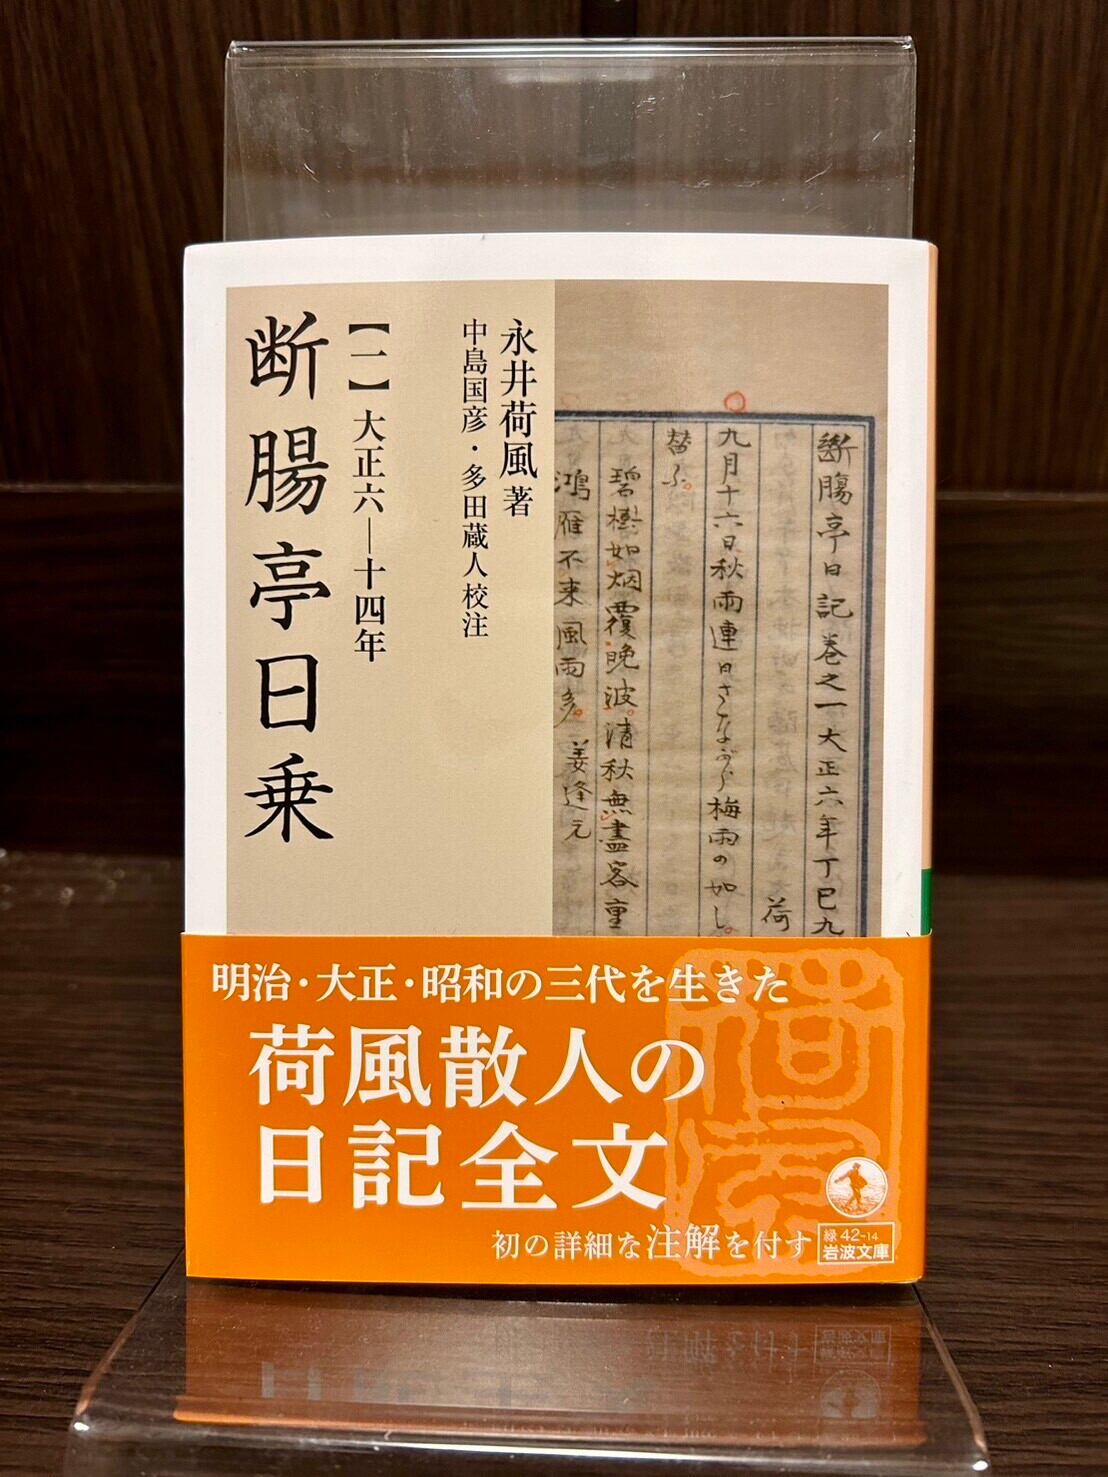 断腸亭日乗
【一】大正六―十四年
永井荷風 著
中島国彦・多田蔵人 校注
斷膓亭日記巻之一大正六年丁巳九
荷
九月十六日秋雨連日さながら梅雨の如し。
替ふ。
碧樹如烟覆晩波。清秋無盡客重
鴻雁不来風雨多。姜逢元
明治・大正・昭和の三代を生きた
荷風散人の
日記全文
初の詳細な注解を付す
緑 42-14
岩波文庫